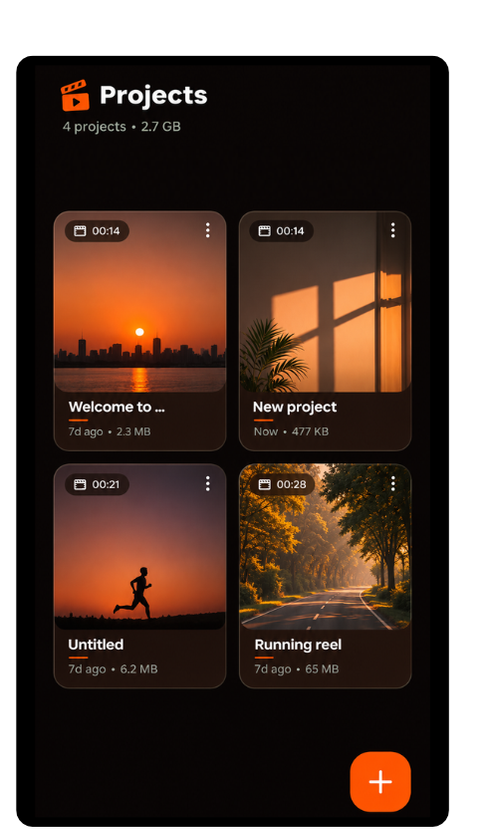 Projects
4 projects • 2.7 GB
00:14
00:14
Welcome to ...
7d ago • 2.3 MB
New project
Now • 477 KB
00:21
00:28
Untitled
7d ago • 6.2 MB
Running reel
7d ago • 65 MB